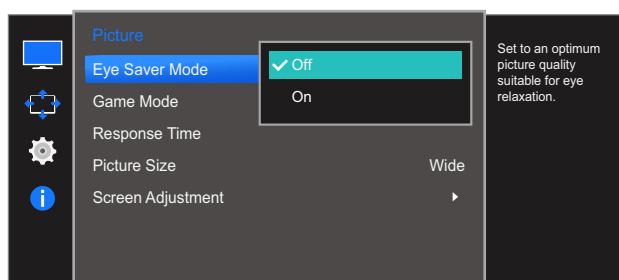 Picture
Eye Saver Mode
Off
On
Game Mode
Response Time
Picture Size Wide
Screen Adjustment
Set to an optimum
picture quality
suitable for eye
relaxation.